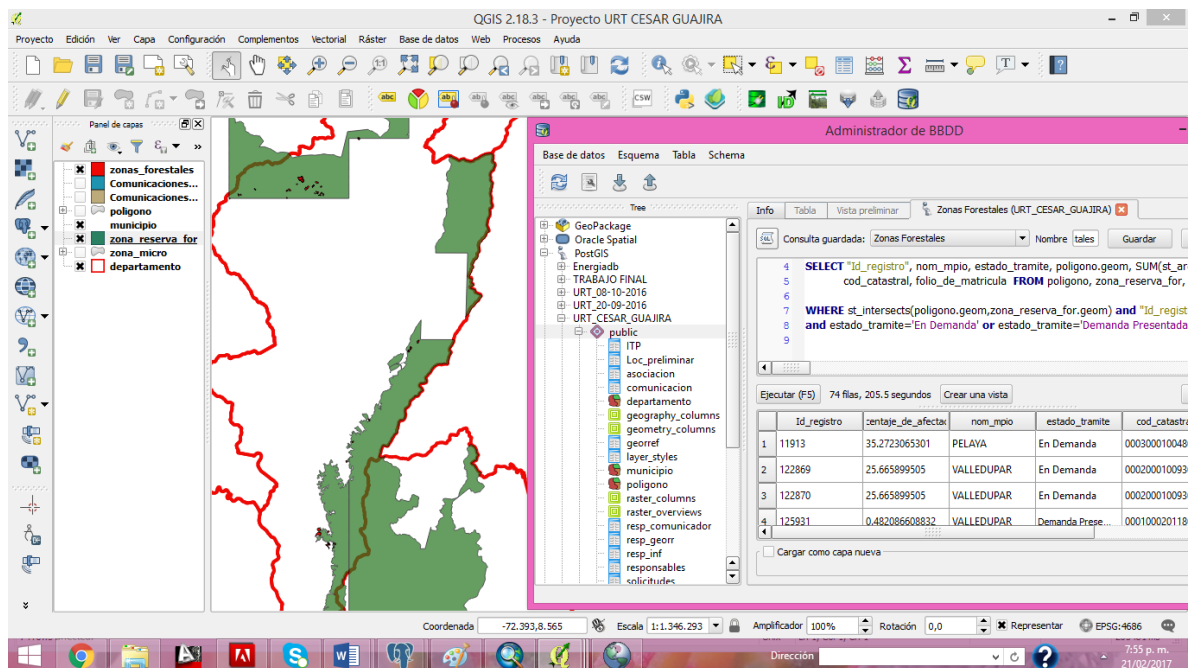 QGIS 2.18.3 - Proyecto URT CESAR GUAJIRA
Proyecto Edición Ver Capa Configuración Complementos Vectorial Ráster Base de datos Web Procesos Ayuda
Panel de capas
zonas_forestales
Comunicaciones...
Comunicaciones...
poligono
municipio
zona_reserva_for
zona_micro
departamento
Administrador de BBDD
Base de datos Esquema Tabla Schema
Tree
GeoPackage
Oracle Spatial
PostGIS
Energiadb
TRABAJO FINAL
URT_08-10-2016
URT_20-09-2016
URT_CESAR_GUAJIRA
public
ITP
Loc_preliminar
asociacion
comunicacion
departamento
geography_columns
geometry_columns
georref
layer_styles
municipio
poligono
raster_columns
raster_overviews
resp_comunicador
resp_georr
resp_inf
responsables
solicitudes
Info Tabla Vista preliminar Zonas Forestales (URT_CESAR_GUAJIRA)
Consulta guardada: Zonas Forestales Nombre tales Guardar
4 SELECT "Id_registro", nom_mpio, estado_tramite, poligono.geom, SUM(st_ar
5 cod_catastral, folio_de_matricula FROM poligono, zona_reserva_for,
6
7 WHERE st_intersects(poligono.geom,zona_reserva_for.geom) and "Id_regist
8 and estado_tramite='En Demanda' or estado_tramite='Demanda Presentada
9
Ejecutar (F5) 74 filas, 205.5 segundos Crear una vista
Id_registro centaje_de_afectac nom_mpio estado_tramite cod_catastra
1 11913 35.2723065301 PELAYA En Demanda 0003000100480
2 122869 25.665899505 VALLEDUPAR En Demanda 000200010093
3 122870 25.665899505 VALLEDUPAR En Demanda 000200010093
4 125931 0.482086608832 VALLEDUPAR Demanda Prese... 000100020118
Cargar como capa nueva
Coordenada -72.393,8.565 Escala 1:1.346.293 Amplificador 100% Rotación 0,0 Representar EPSG:4686
Dirección 7:55 p. m.
21/02/2017